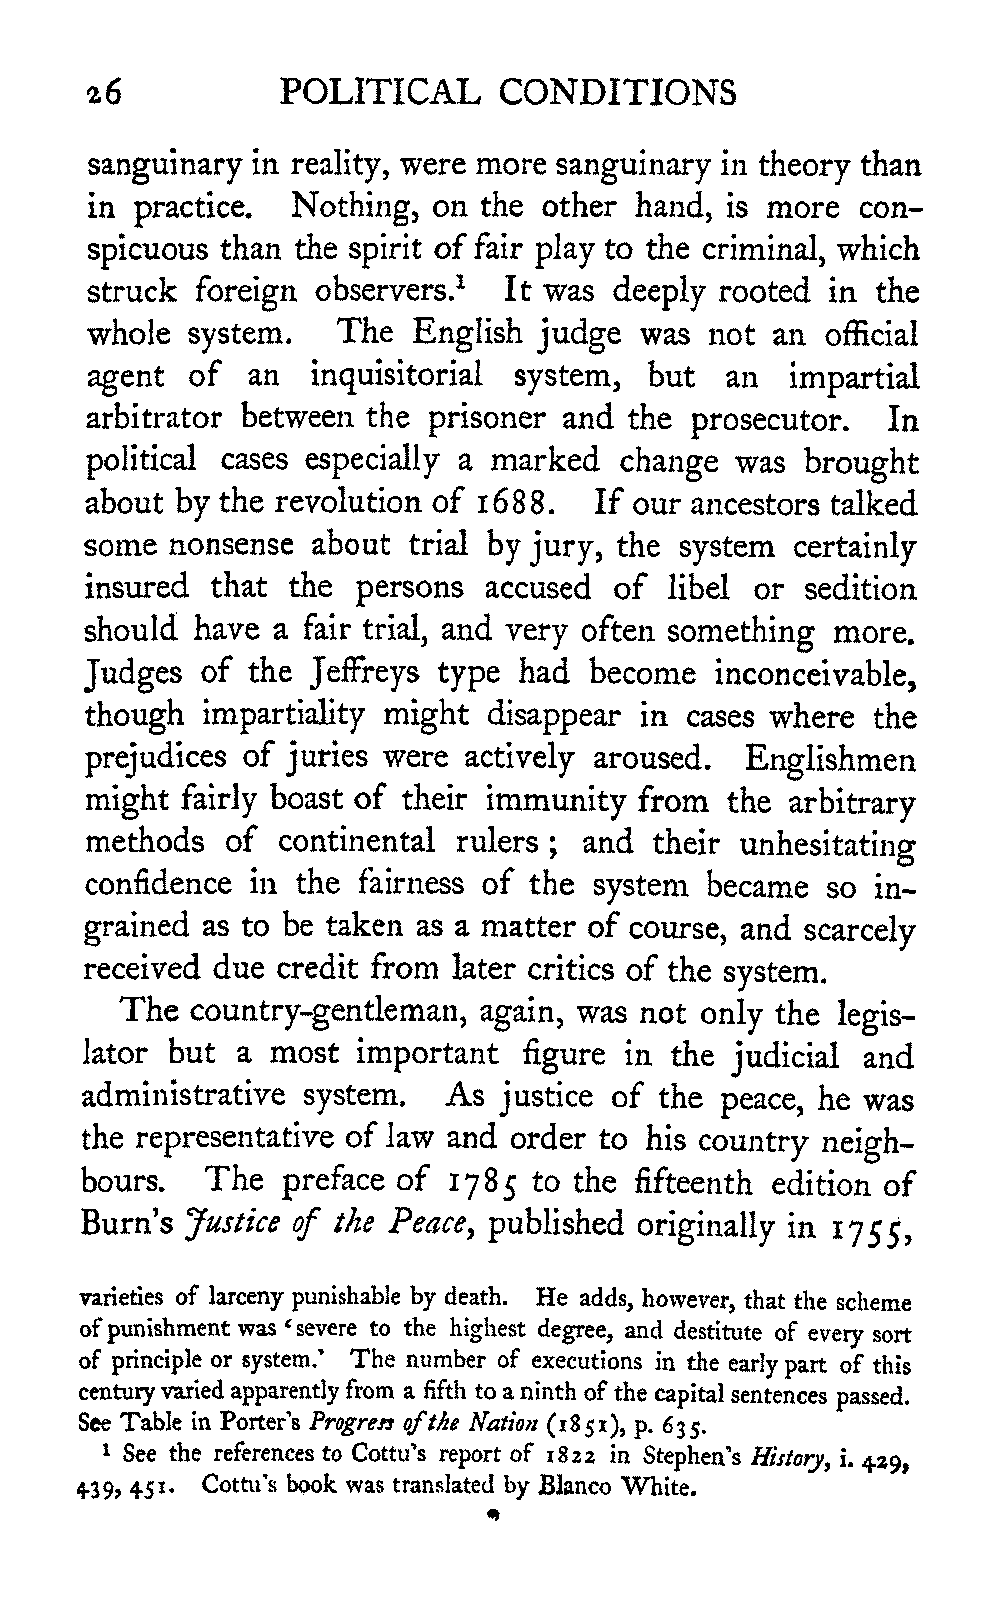 26 POLITICAL CONDITIONS
sanguinary in reality, were more sanguinary in theory than
in practice. Nothing, on the other hand, is more con-
spicuous than the spirit of fair play to the criminal, which
struck foreign observers.¹ It was deeply rooted in the
whole system. The English judge was not an official
agent of an inquisitorial system, but an impartial
arbitrator between the prisoner and the prosecutor. In
political cases especially a marked change was brought
about by the revolution of 1688. If our ancestors talked
some nonsense about trial by jury, the system certainly
insured that the persons accused of libel or sedition
should have a fair trial, and very often something more.
Judges of the Jeffreys type had become inconceivable,
though impartiality might disappear in cases where the
prejudices of juries were actively aroused. Englishmen
might fairly boast of their immunity from the arbitrary
methods of continental rulers ; and their unhesitating
confidence in the fairness of the system became so in-
grained as to be taken as a matter of course, and scarcely
received due credit from later critics of the system.
The country-gentleman, again, was not only the legis-
lator but a most important figure in the judicial and
administrative system. As justice of the peace, he was
the representative of law and order to his country neigh-
bours. The preface of 1785 to the fifteenth edition of
Burn's Justice of the Peace, published originally in 1755,
varieties of larceny punishable by death. He adds, however, that the scheme
of punishment was ‘severe to the highest degree, and destitute of every sort
of principle or system.’ The number of executions in the early part of this
century varied apparently from a fifth to a ninth of the capital sentences passed.
See Table in Porter's Progress of the Nation (1851), p. 635.
¹ See the references to Cottu's report of 1822 in Stephen's History, i. 429,
439, 451. Cottu's book was translated by Blanco White.